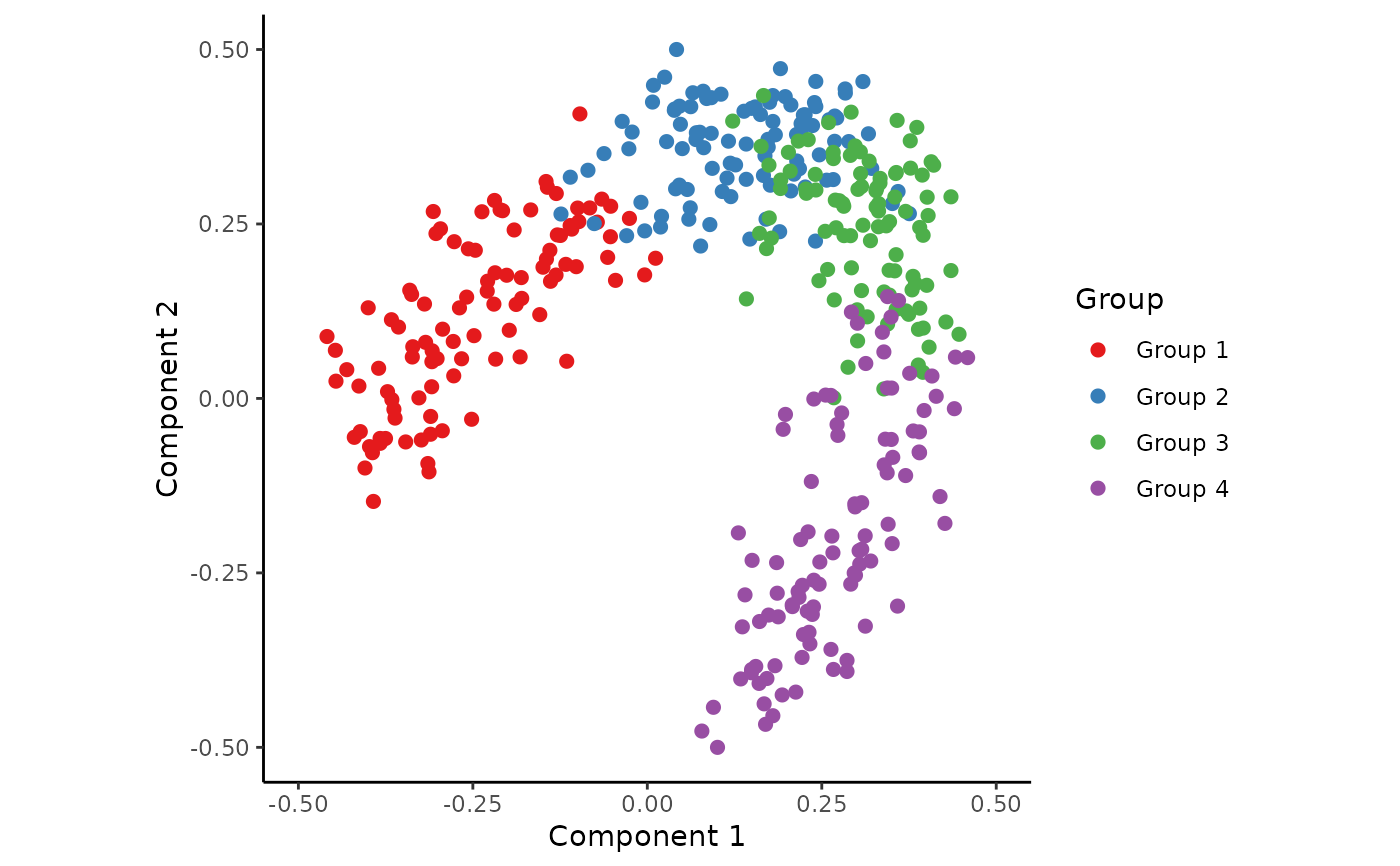 0.50
0.25
0.00
-0.25
-0.50
Component 2
-0.50 -0.25 0.00 0.25 0.50
Component 1
Group
Group 1
Group 2
Group 3
Group 4